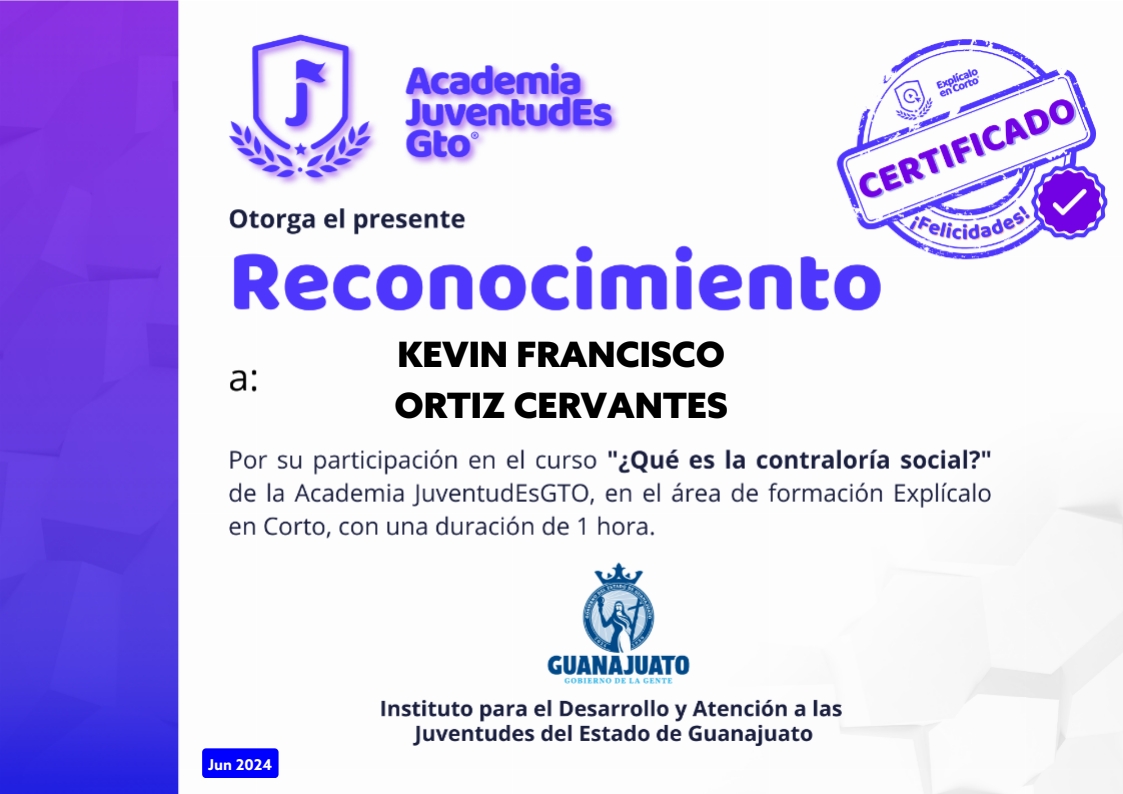 Academia
JuventudEs
Gto®
Explícalo
en Corto
CERTIFICADO
¡Felicidades!
Otorga el presente
Reconocimiento
a:
KEVIN FRANCISCO
ORTIZ CERVANTES
Por su participación en el curso "¿Qué es la contraloría social?"
de la Academia JuventudEsGTO, en el área de formación Explícalo
en Corto, con una duración de 1 hora.
GUANAJUATO
GOBIERNO DE LA GENTE
Instituto para el Desarrollo y Atención a las
Juventudes del Estado de Guanajuato
Jun 2024